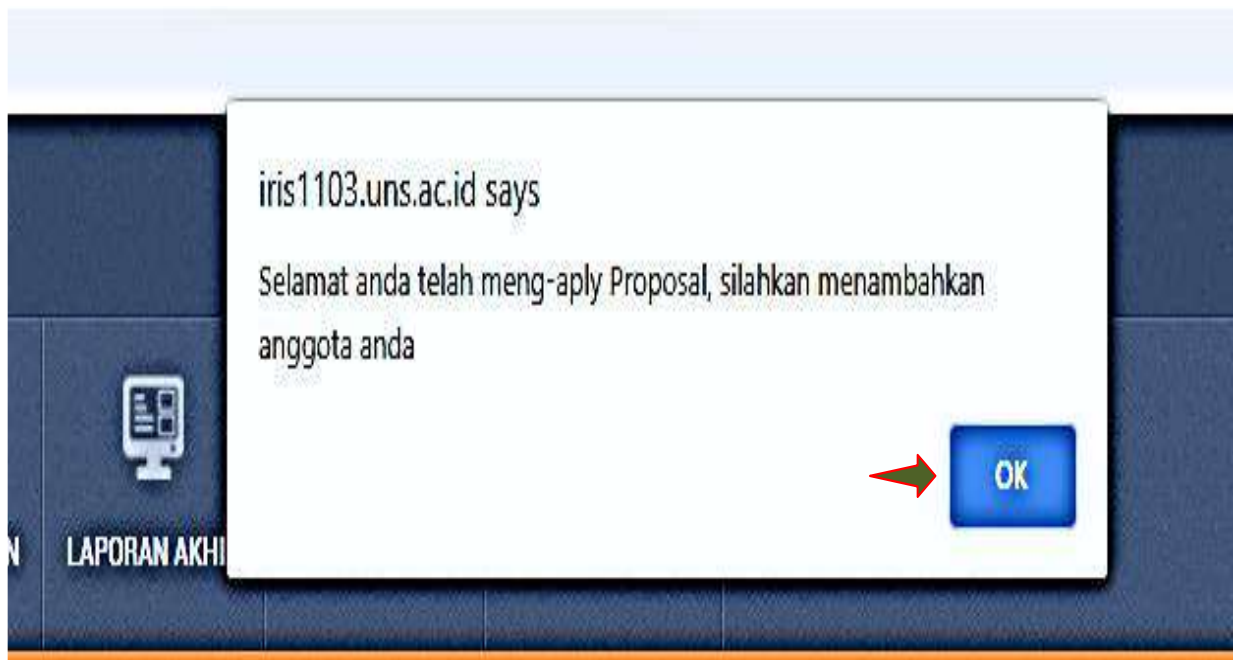 iris1103.uns.ac.id says
Selamat anda telah meng-aply Proposal, silahkan menambahkan
anggota anda
OK
N
LAPORAN AKHI